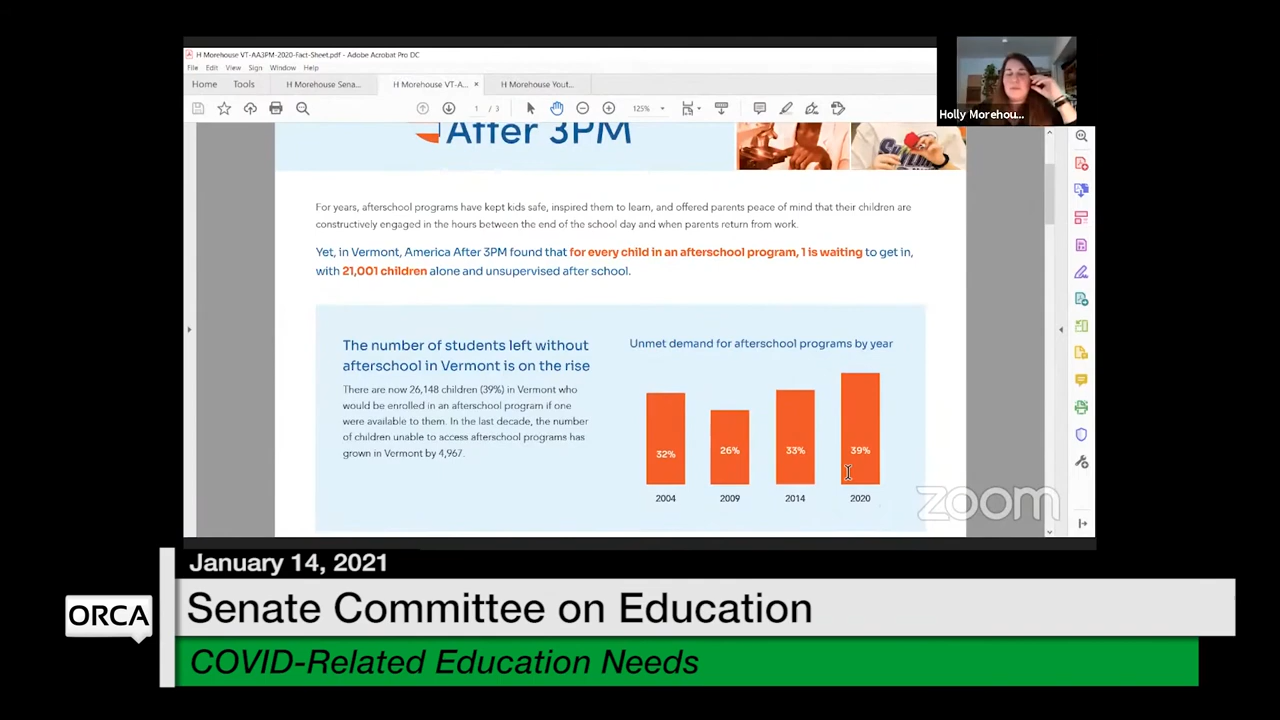 H Morehouse VT-AA3PM-2020-Fact-Sheet.pdf - Adobe Acrobat Pro DC
File Edit View Sign Window Help
Home Tools H Morehouse Sena... H Morehouse VT-A... × H Morehouse Yout...
1 / 3 125%
Holly Morehou...
After 3PM
For years, afterschool programs have kept kids safe, inspired them to learn, and offered parents peace of mind that their children are
constructively engaged in the hours between the end of the school day and when parents return from work.
Yet, in Vermont, America After 3PM found that for every child in an afterschool program, 1 is waiting to get in,
with 21,001 children alone and unsupervised after school.
The number of students left without
afterschool in Vermont is on the rise
There are now 26,148 children (39%) in Vermont who
would be enrolled in an afterschool program if one
were available to them. In the last decade, the number
of children unable to access afterschool programs has
grown in Vermont by 4,967.
Unmet demand for afterschool programs by year
32% 26% 33% 39%
2004 2009 2014 2020
zoom
January 14, 2021
ORCA
Senate Committee on Education
COVID-Related Education Needs